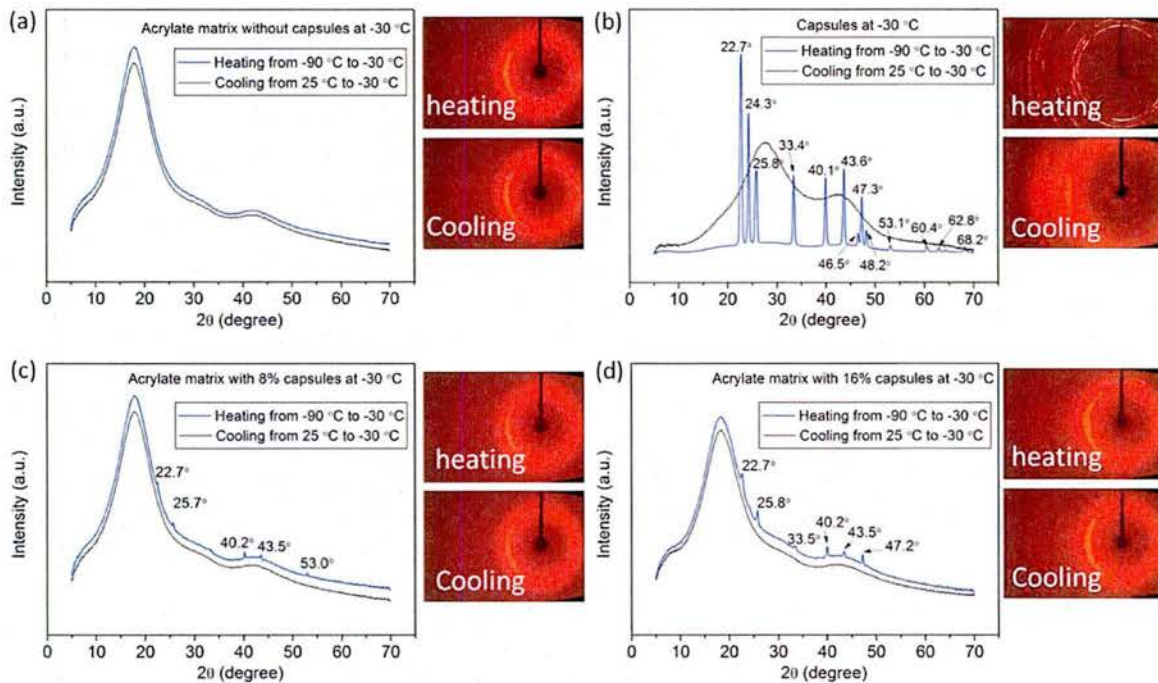 (a)
Acrylate matrix without capsules at -30 °C
Heating from -90 °C to -30 °C
Cooling from 25 °C to -30 °C
Intensity (a.u.)
0 10 20 30 40 50 60 70
2θ (degree)
heating
Cooling
(b)
Capsules at -30 °C
Heating from -90 °C to -30 °C
Cooling from 25 °C to -30 °C
22.7°
24.3°
25.8°
33.4°
40.1°
43.6°
47.3°
46.5°
48.2°
53.1°
60.4°
62.8°
68.2°
Intensity (a.u.)
0 10 20 30 40 50 60 70
2θ (degree)
heating
Cooling
(c)
Acrylate matrix with 8% capsules at -30 °C
Heating from -90 °C to -30 °C
Cooling from 25 °C to -30 °C
22.7°
25.7°
40.2°
43.5°
53.0°
Intensity (a.u.)
0 10 20 30 40 50 60 70
2θ (degree)
heating
Cooling
(d)
Acrylate matrix with 16% capsules at -30 °C
Heating from -90 °C to -30 °C
Cooling from 25 °C to -30 °C
22.7°
25.8°
33.5°
40.2°
43.5°
47.2°
Intensity (a.u.)
0 10 20 30 40 50 60 70
2θ (degree)
heating
Cooling